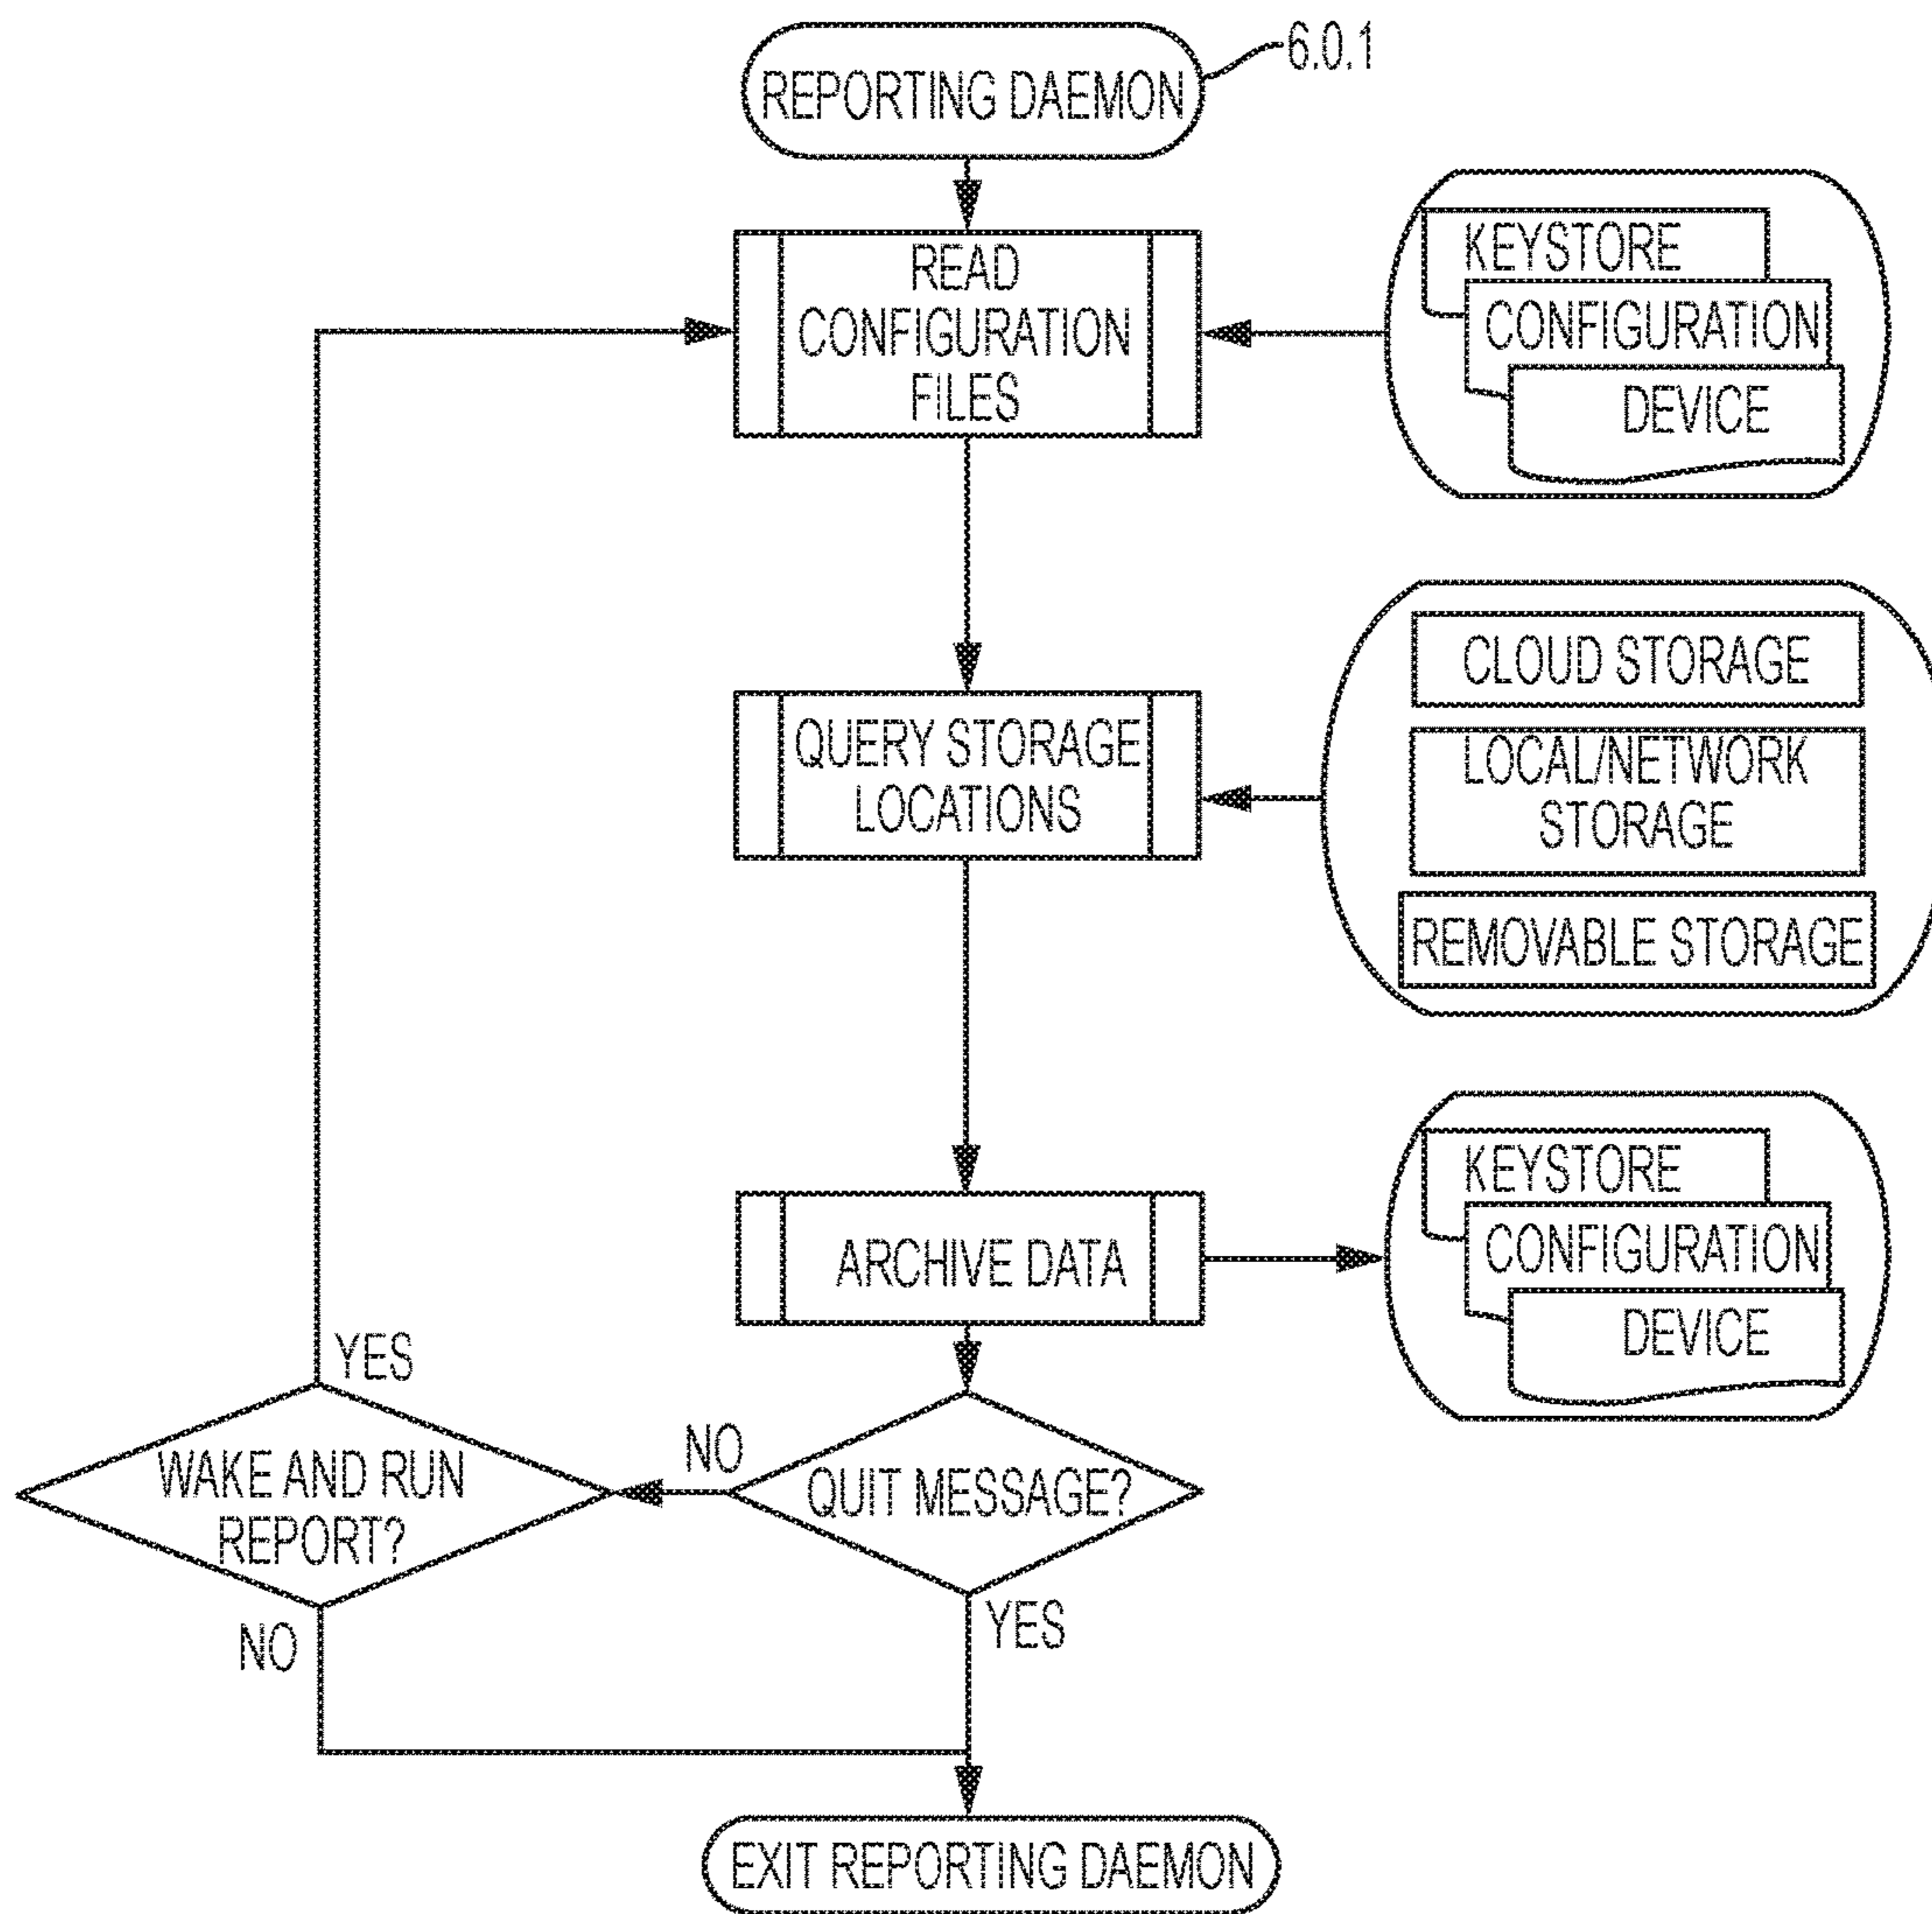 REPORTING DAEMON
6.0.1
READ
CONFIGURATION
FILES
KEYSTORE
CONFIGURATION
DEVICE
QUERY STORAGE
LOCATIONS
CLOUD STORAGE
LOCAL/NETWORK
STORAGE
REMOVABLE STORAGE
ARCHIVE DATA
KEYSTORE
CONFIGURATION
DEVICE
YES
WAKE AND RUN
REPORT?
NO
NO
QUIT MESSAGE?
YES
EXIT REPORTING DAEMON